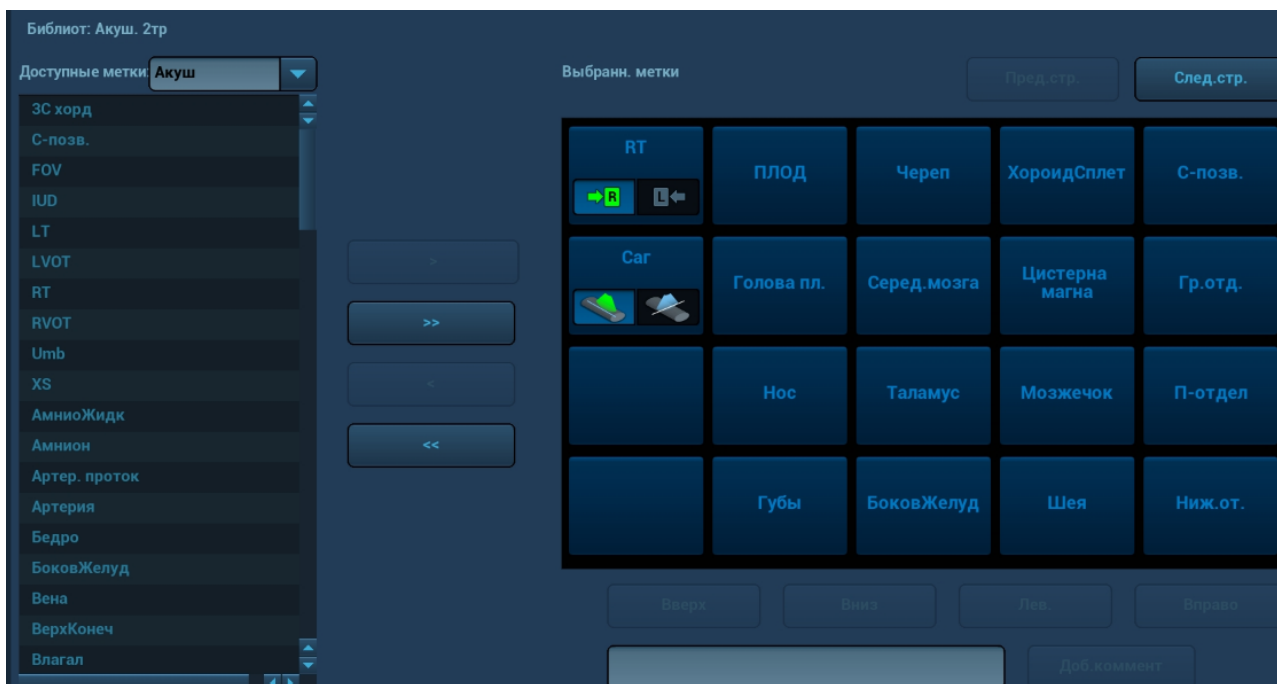 Библиот: Акуш. 2тр
Доступные метки: Акуш
Выбранн. метки
Пред.стр.
След.стр.
3С хорд
С-позв.
FOV
IUD
LT
LVOT
RT
RVOT
Umb
XS
АмниоЖидк
Амнион
Артер. проток
Артерия
Бедро
БоковЖелуд
Вена
ВерхКонеч
Влагал
>
>>
<
<<
RT
R
L
ПЛОД
Череп
ХороидСплет
С-позв.
Саг
Голова пл.
Серед.мозга
Цистерна
магна
Гр.отд.
Нос
Таламус
Мозжечок
П-отдел
Губы
БоковЖелуд
Шея
Ниж.от.
Вверх
Вниз
Лев.
Вправо
Доб.коммент